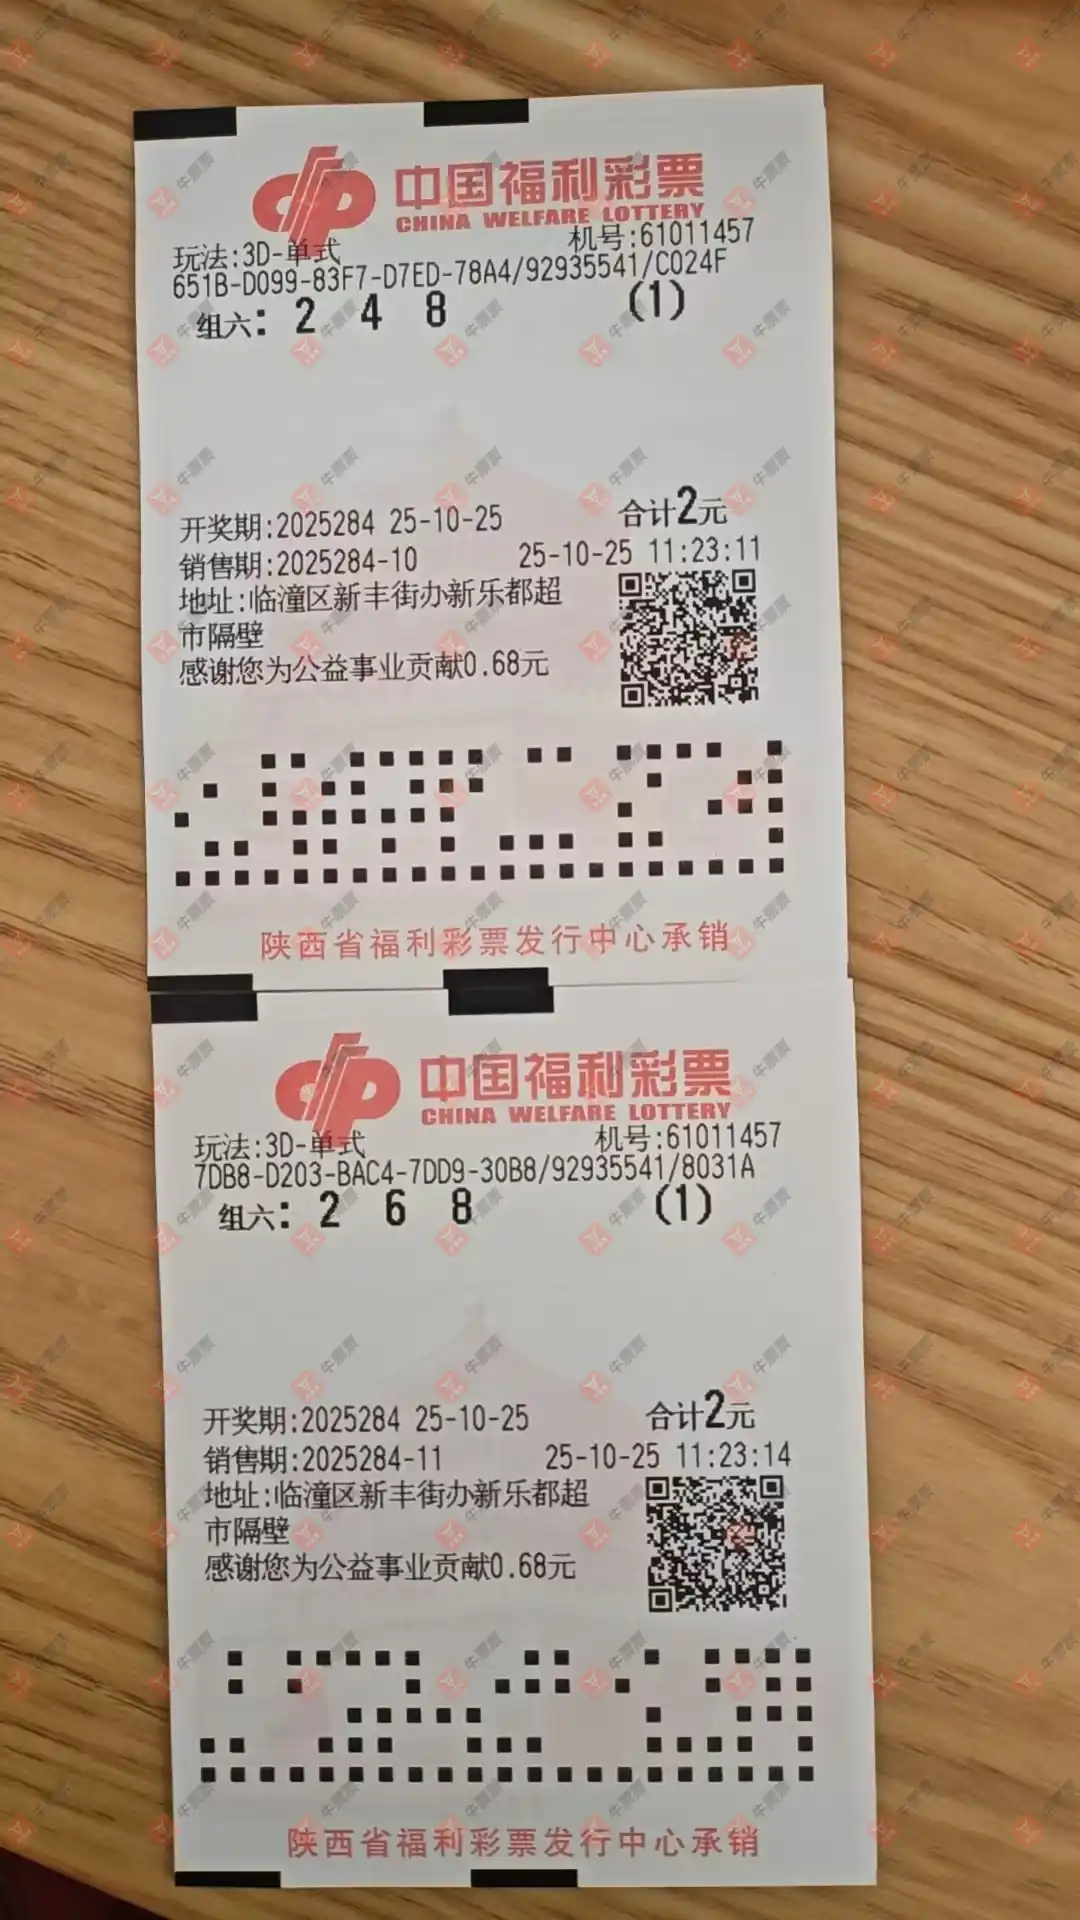 中国福利彩票
CHINA WELFARE LOTTERY
玩法:3D-单式 机号:61011457
651B-D099-83F7-D7ED-78A4/92935541/C024F
组六: 2 4 8 (1)
开奖期:2025284 25-10-25 合计2元
销售期:2025284-10 25-10-25 11:23:11
地址:临潼区新丰街办新乐都超
市隔壁
感谢您为公益事业贡献0.68元
陕西省福利彩票发行中心承销
中国福利彩票
CHINA WELFARE LOTTERY
玩法:3D-单式 机号:61011457
7DB8-D203-BAC4-7DD9-30B8/92935541/8031A
组六: 2 6 8 (1)
开奖期:2025284 25-10-25 合计2元
销售期:2025284-11 25-10-25 11:23:14
地址:临潼区新丰街办新乐都超
市隔壁
感谢您为公益事业贡献0.68元
陕西省福利彩票发行中心承销
牛票票